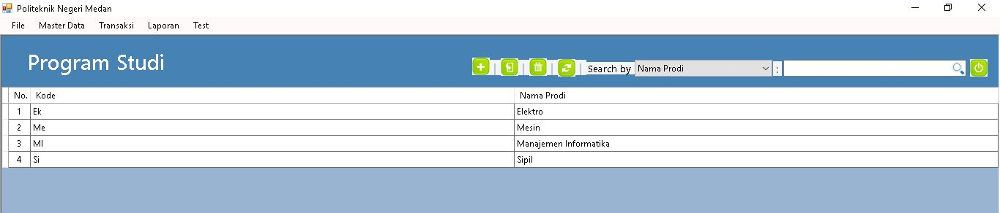 Politeknik Negeri Medan
File Master Data Transaksi Laporan Test
Program Studi
Search by Nama Prodi :
No. Kode Nama Prodi
1 Ek Elektro
2 Me Mesin
3 MI Manajemen Informatika
4 Si Sipil